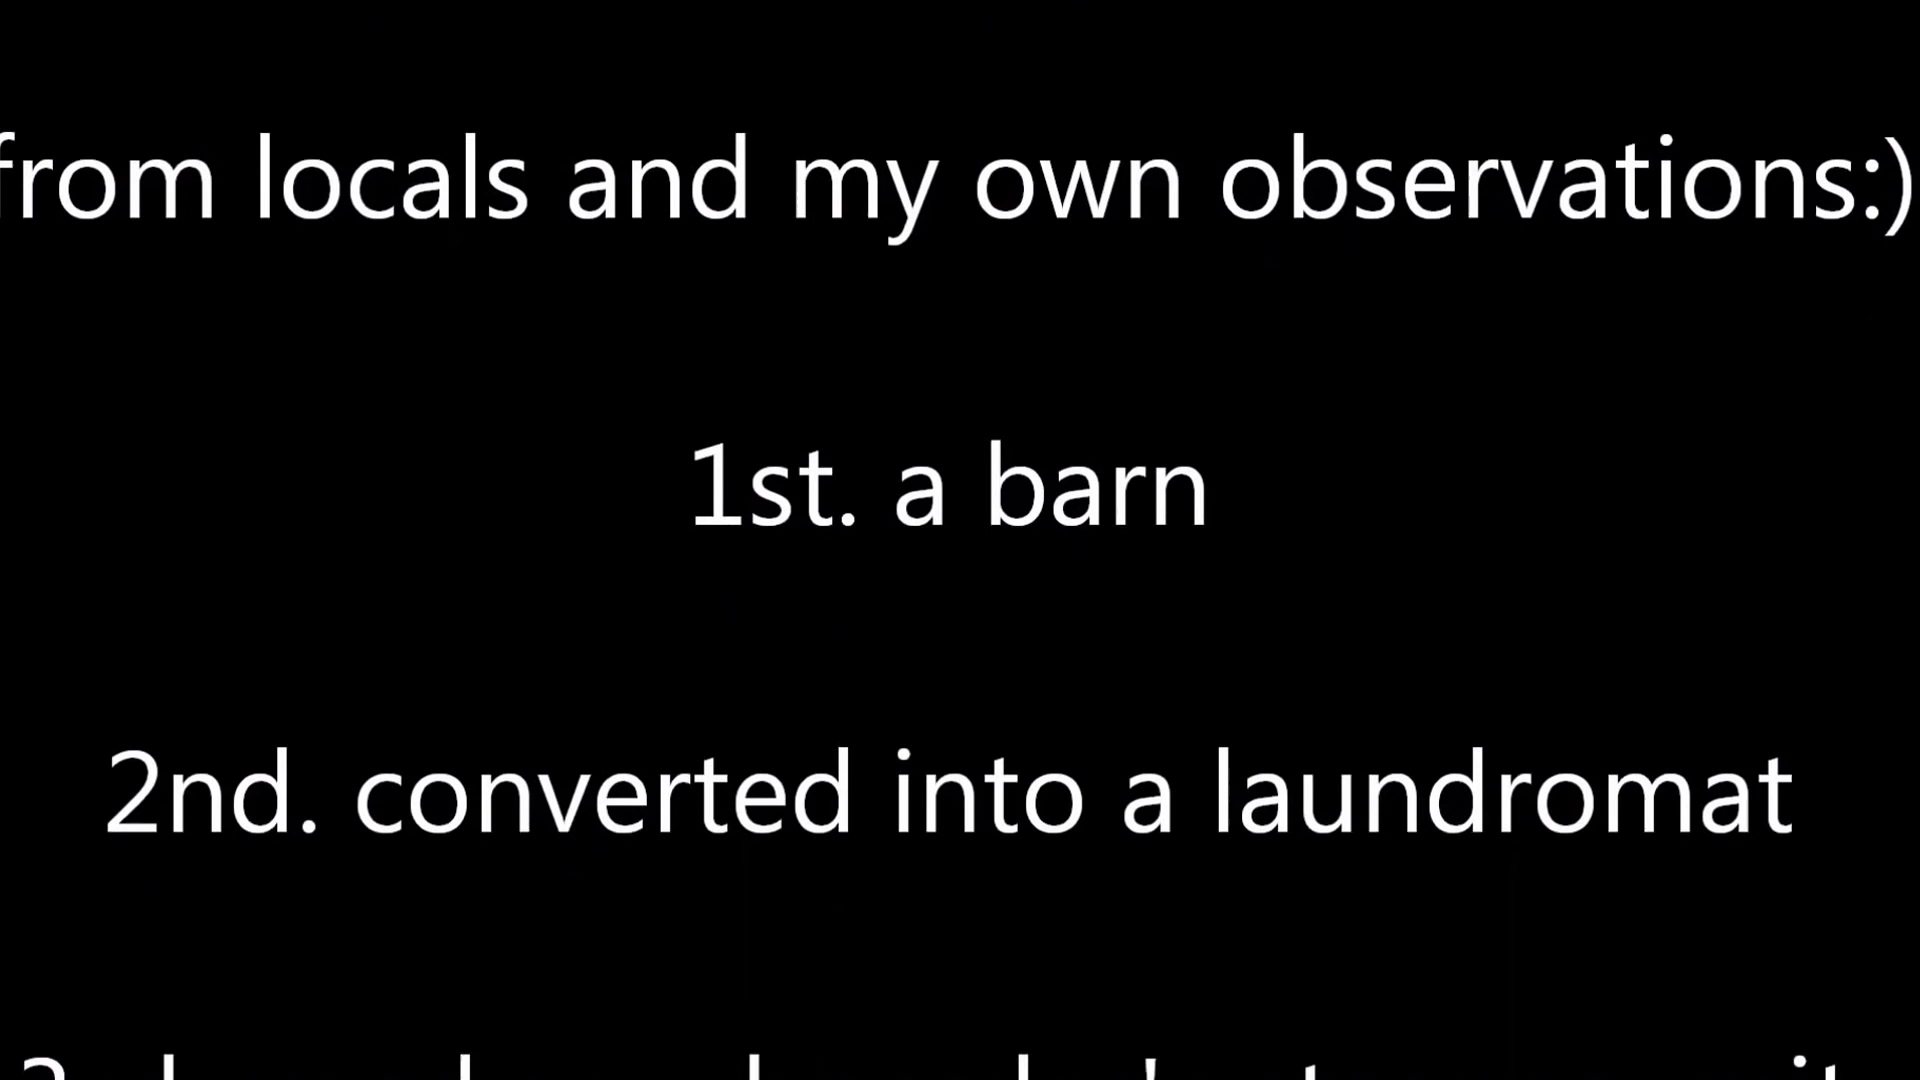 from locals and my own observations:)
1st. a barn
2nd. converted into a laundromat